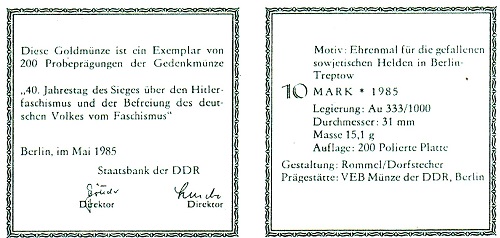 Diese Goldmünze ist ein Exemplar von
200 Probeprägungen der Gedenkmünze
„40. Jahrestag des Sieges über den Hitler-
faschismus und der Befreiung des deut-
schen Volkes vom Faschismus"
Berlin, im Mai 1985
Staatsbank der DDR
Direktor Direktor
Motiv: Ehrenmal für die gefallenen
sowjetischen Helden in Berlin-
Treptow
10 MARK * 1985
Legierung: Au 333/1000
Durchmesser: 31 mm
Masse 15,1 g
Auflage: 200 Polierte Platte
Gestaltung: Rommel/Dorfstecher
Prägestätte: VEB Münze der DDR, Berlin